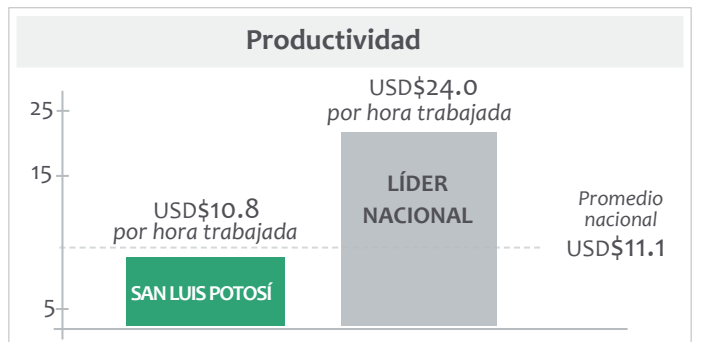 Productividad
25
15
5
USD$10.8
por hora trabajada
SAN LUIS POTOSÍ
USD$24.0
por hora trabajada
LÍDER
NACIONAL
Promedio
nacional
USD$11.1